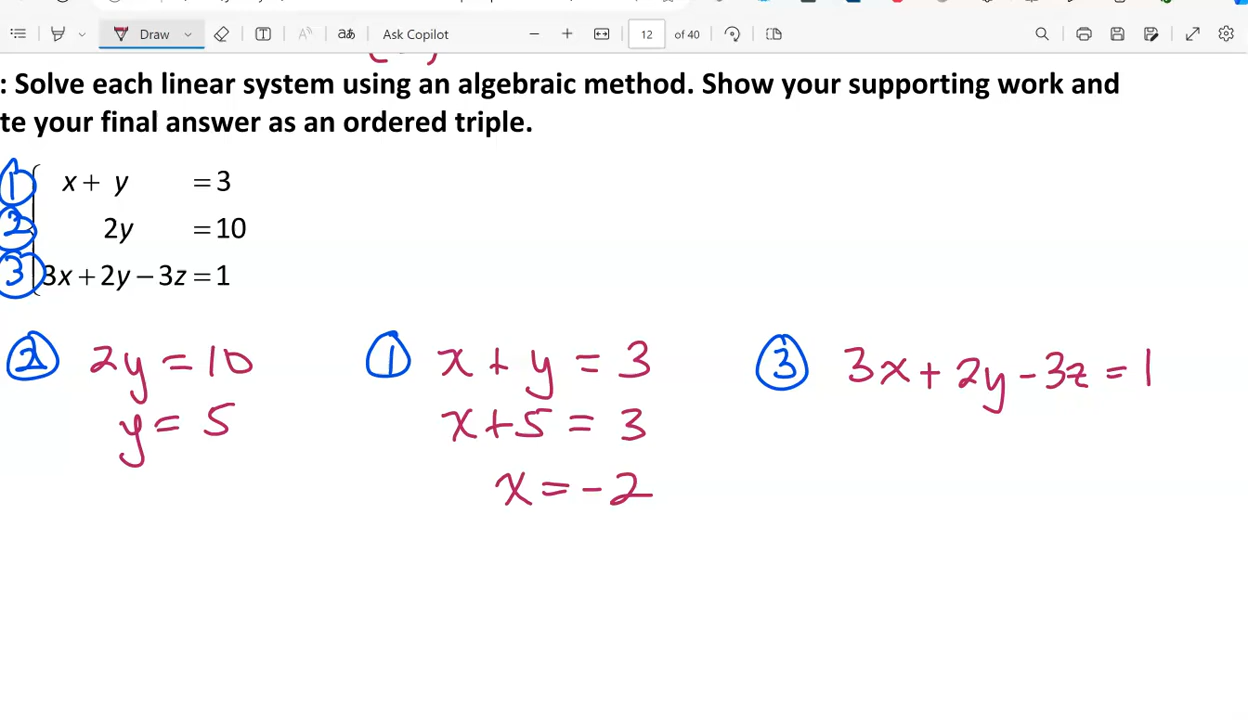 Draw
Ask Copilot
12 of 40
: Solve each linear system using an algebraic method. Show your supporting work and
te your final answer as an ordered triple.
① x + y = 3
② 2y = 10
③ 3x + 2y − 3z = 1
② 2y = 10
y = 5
① x + y = 3
x + 5 = 3
x = -2
③ 3x + 2y - 3z = 1